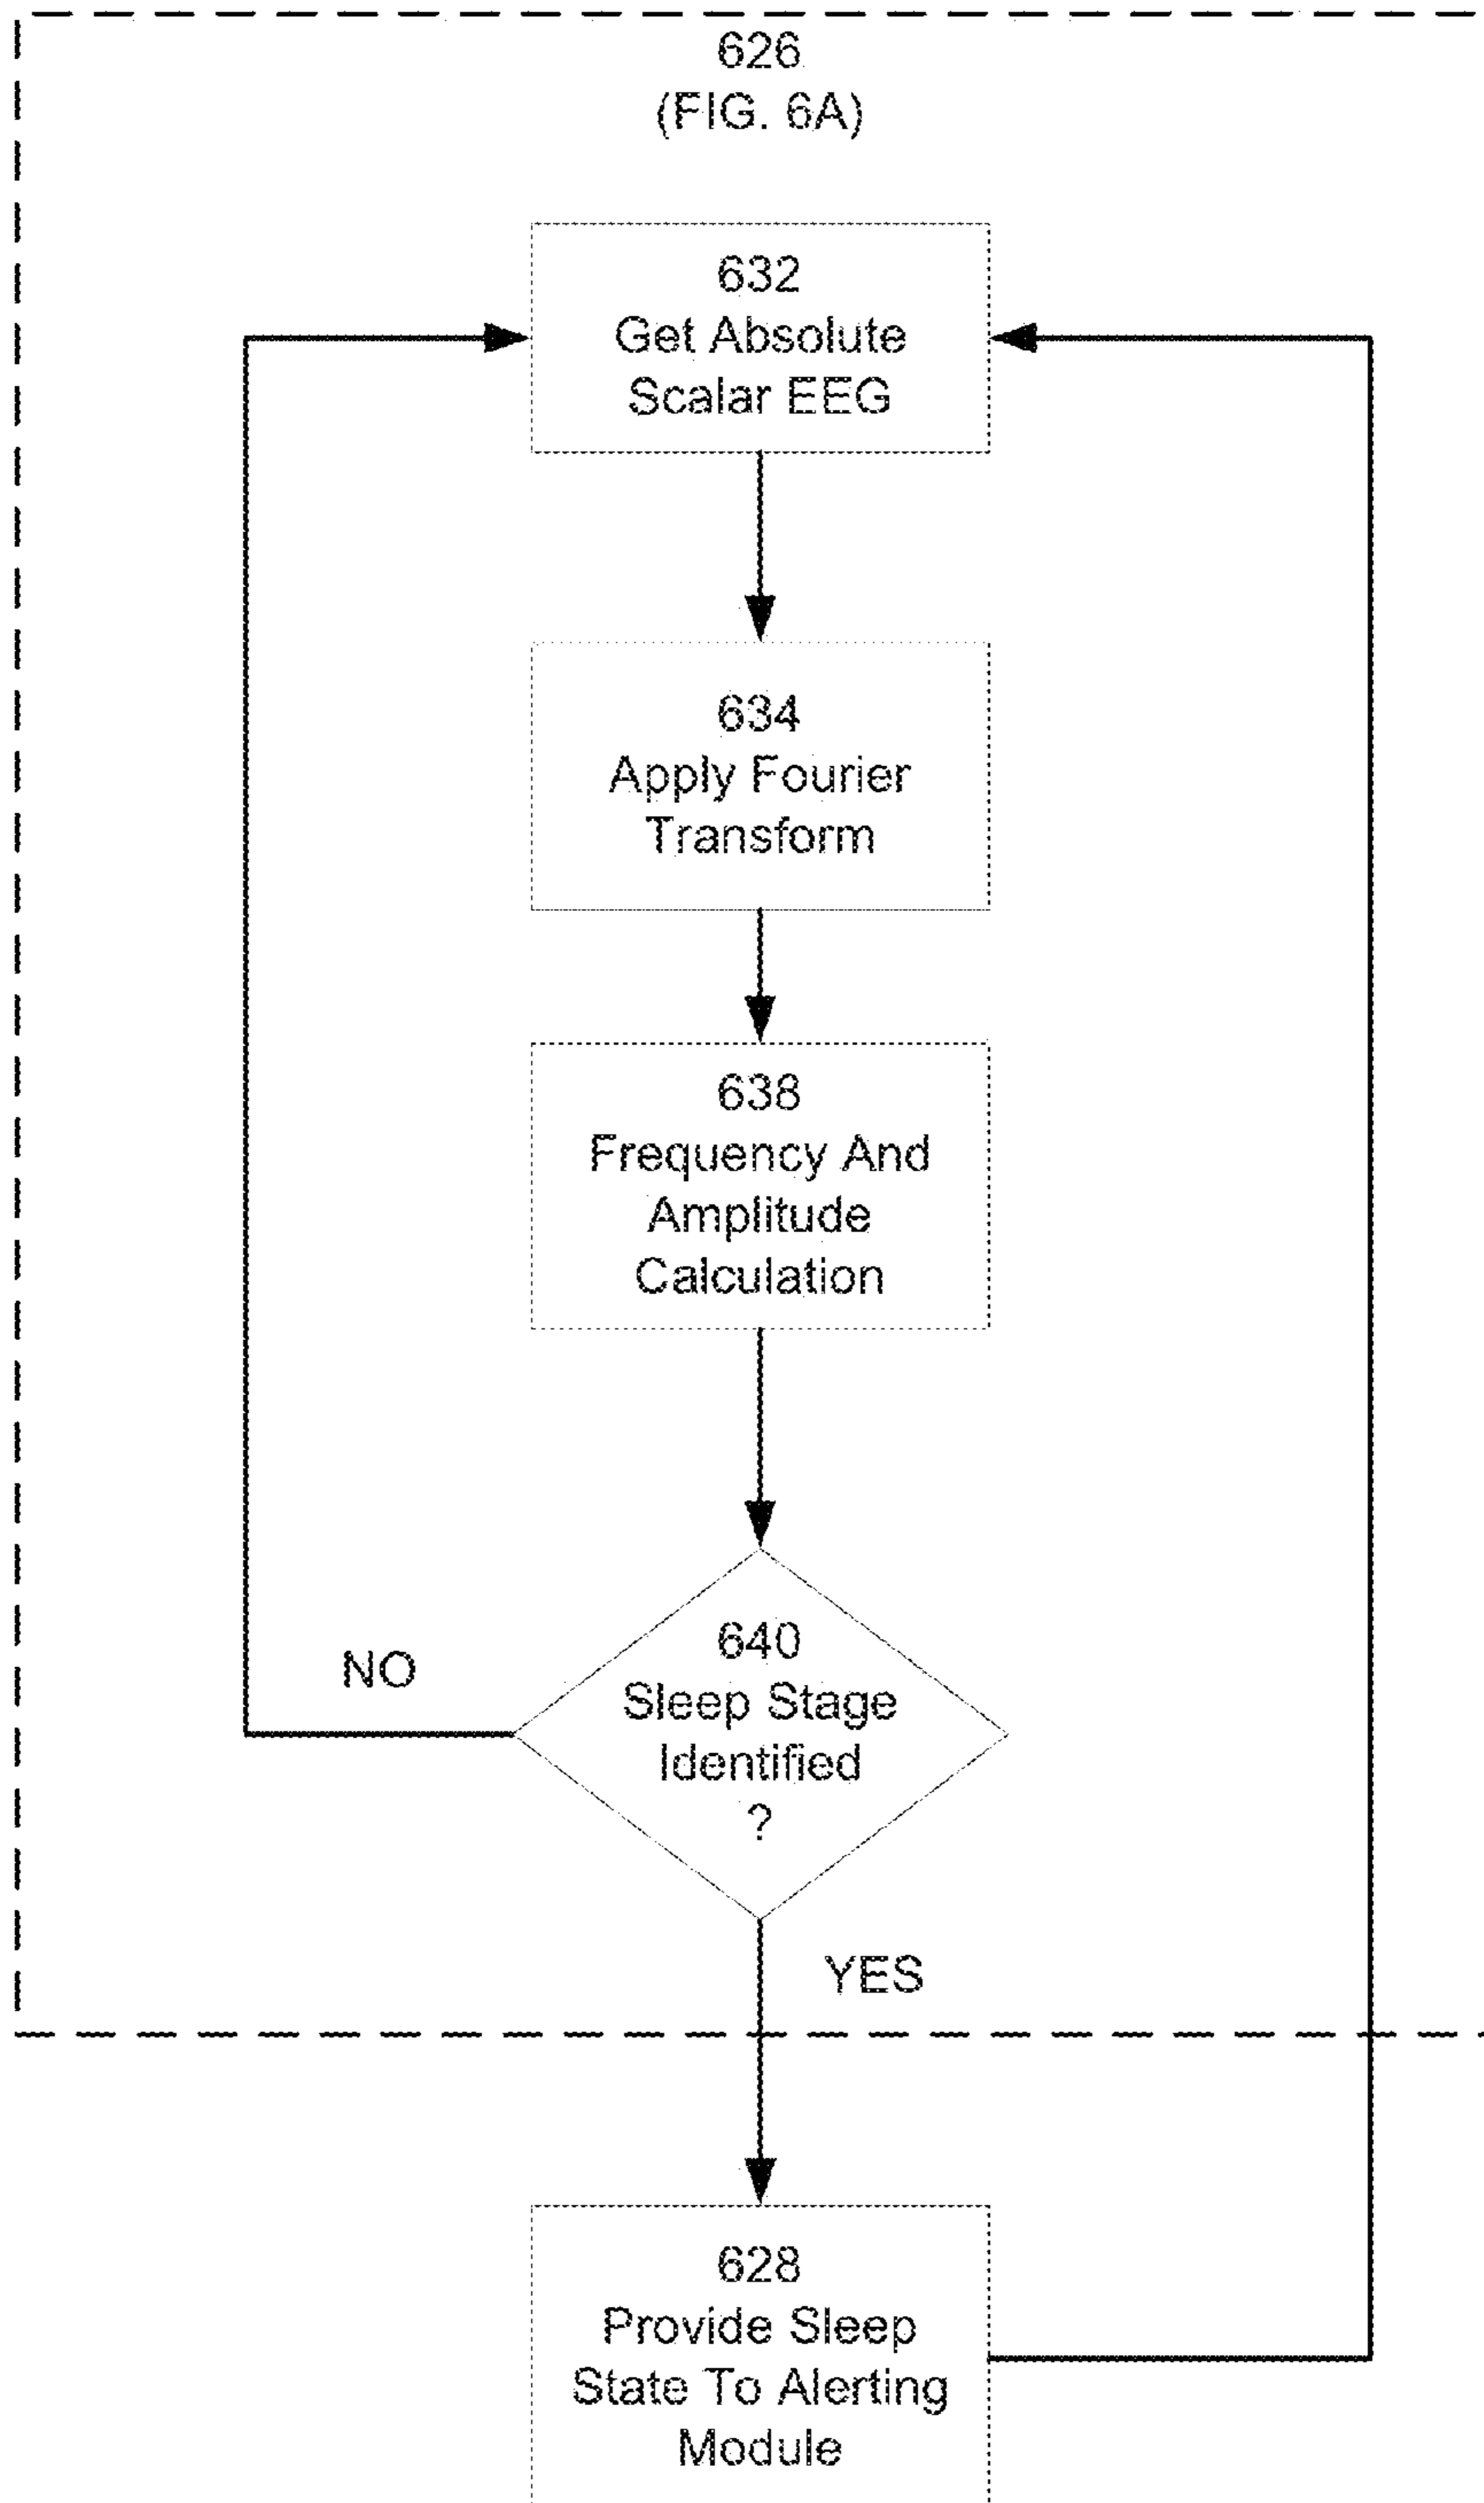 626
(FIG. 6A)
632
Get Absolute
Scalar EEG
634
Apply Fourier
Transform
638
Frequency And
Amplitude
Calculation
640
Sleep Stage
Identified
?
NO
YES
628
Provide Sleep
State To Alerting
Module